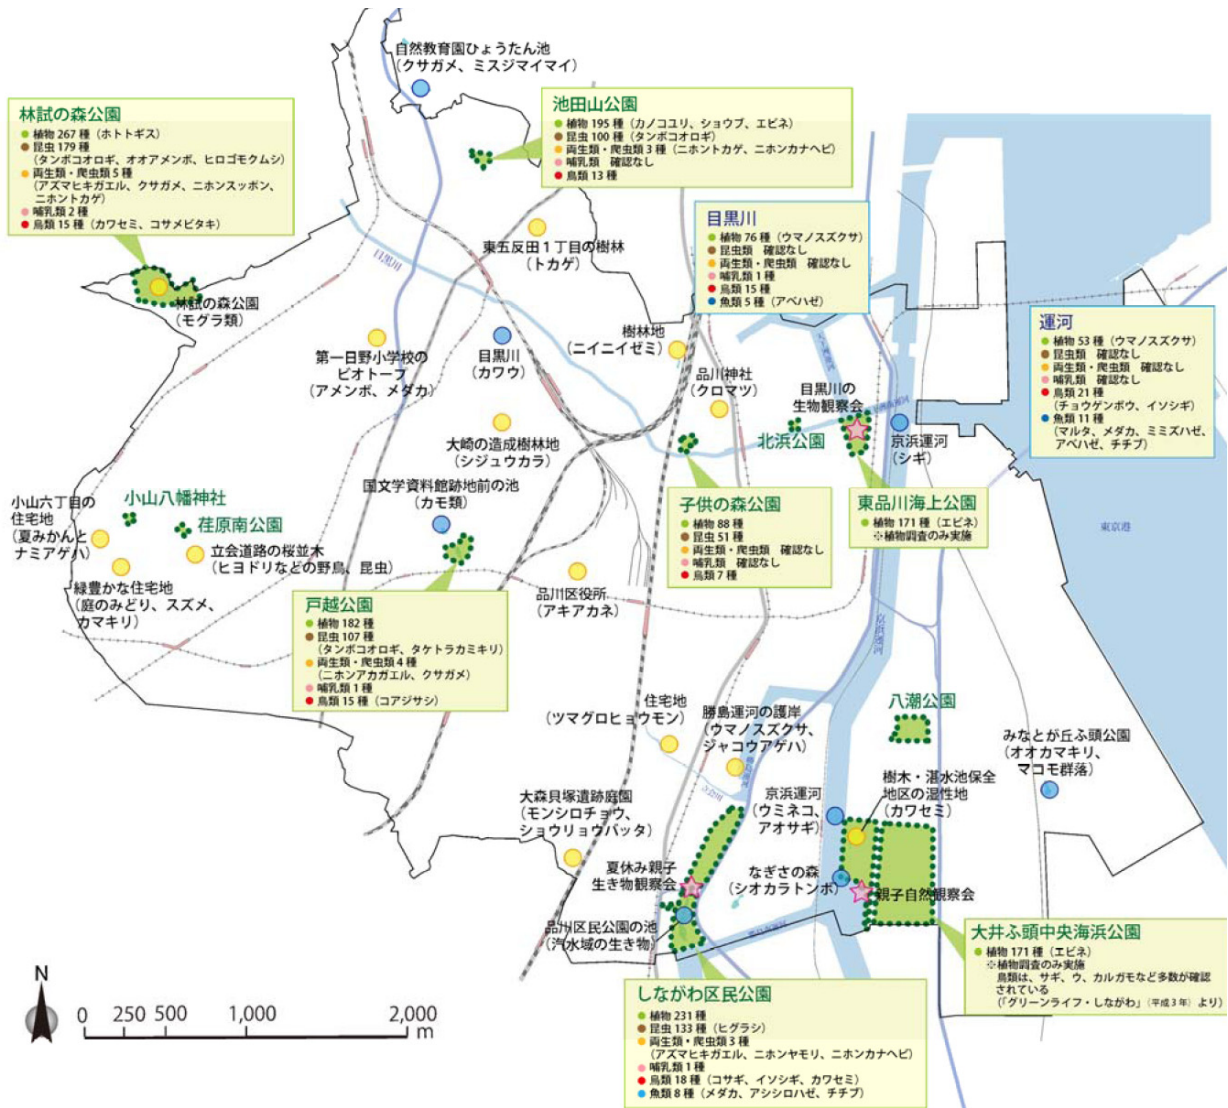 自然教育園ひょうたん池
（クサガメ、ミスジマイマイ）
林試の森公園
植物 267 種（ホトトギス）
昆虫 179 種
（タンボコオロギ、オオアメンボ、ヒロゴモクムシ）
両生類・爬虫類 5 種
（アズマヒキガエル、クサガメ、ニホンスッポン、
ニホントカゲ）
哺乳類 2 種
鳥類 15 種（カワセミ、コサメビタキ）
池田山公園
植物 195 種（カノコユリ、ショウブ、エビネ）
昆虫 100 種（タンボコオロギ）
両生類・爬虫類 3 種（ニホントカゲ、ニホンカナヘビ）
哺乳類　確認なし
鳥類 13 種
目黒川
植物 76 種（ウマノスズクサ）
昆虫類　確認なし
両生類・爬虫類　確認なし
哺乳類 1 種
鳥類 15 種
魚類 5 種（アベハゼ）
運河
植物 53 種（ウマノスズクサ）
昆虫類　確認なし
両生類・爬虫類　確認なし
哺乳類　確認なし
鳥類 21 種
（チョウゲンボウ、イソシギ）
魚類 11 種
（マルタ、メダカ、ミミズハゼ、
アベハゼ、チチブ）
東五反田１丁目の樹林
（トカゲ）
目黒川
林試の森公園
（モグラ類）
第一日野小学校の
ビオトープ
（アメンボ、メダカ）
目黒川
（カワウ）
樹林地
（ニイニイゼミ）
品川神社
（クロマツ）
目黒川の
生物観察会
京浜運河
（シギ）
北浜公園
大崎の造成樹林地
（シジュウカラ）
国文学資料館跡地前の池
（カモ類）
子供の森公園
植物 88 種
昆虫 51 種
両生類・爬虫類　確認なし
哺乳類　確認なし
鳥類 7 種
東品川海上公園
植物 171 種（エビネ）
※植物調査のみ実施
東京港
小山六丁目の
住宅地
（夏みかんと
ナミアゲハ）
小山八幡神社
荏原南公園
立会道路の桜並木
（ヒヨドリなどの野鳥、昆虫）
緑豊かな住宅地
（庭のみどり、スズメ、
カマキリ）
品川区役所
（アキアカネ）
戸越公園
植物 182 種
昆虫 107 種
（タンボコオロギ、タケトラカミキリ）
両生類・爬虫類 4 種
（ニホンアカガエル、クサガメ）
哺乳類 1 種
鳥類 15 種（コアジサシ）
京浜運河
住宅地
（ツマグロヒョウモン）
勝島運河の護岸
（ウマノスズクサ、
ジャコウアゲハ）
八潮公園
みなとが丘ふ頭公園
（オオカマキリ、
マコモ群落）
樹木・湛水池保全
地区の湿性地
（カワセミ）
京浜運河
（ウミネコ、
アオサギ）
大森貝塚遺跡庭園
（モンシロチョウ、
ショウリョウバッタ）
夏休み親子
生き物観察会
なぎさの森
（シオカラトンボ）
親子自然観察会
品川区民公園の池
（汽水域の生き物）
大井ふ頭中央海浜公園
植物 171 種（エビネ）
※植物調査のみ実施
鳥類は、サギ、ウ、カルガモなど多数が確認
されている
（「グリーンライフ・しながわ」（平成３年）より）
しながわ区民公園
植物 231 種
昆虫 133 種（ヒグラシ）
両生類・爬虫類 3 種
（アズマヒキガエル、ニホンヤモリ、ニホンカナヘビ）
哺乳類 1 種
鳥類 18 種（コサギ、イソシギ、カワセミ）
魚類 8 種（メダカ、アシシロハゼ、チチブ）
N
0 250 500 1,000 2,000
m